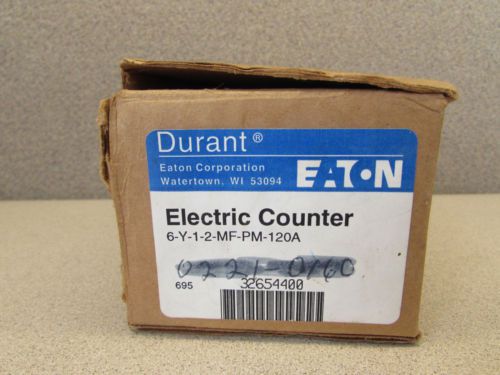 Durant®
Eaton Corporation
Watertown, WI 53094
EATON
Electric Counter
6-Y-1-2-MF-PM-120A
0221-0160
695
32654400